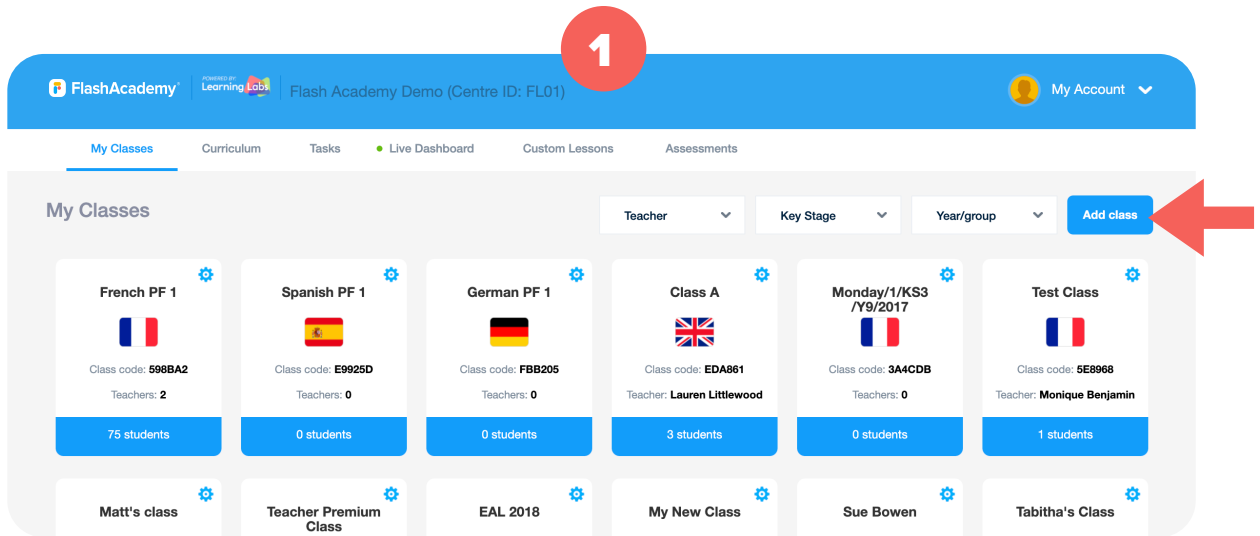 1
FlashAcademy®
POWERED BY
Learning Labs
Flash Academy Demo (Centre ID: FL01)
My Account
My Classes
Curriculum
Tasks
Live Dashboard
Custom Lessons
Assessments
My Classes
Teacher
Key Stage
Year/group
Add class
French PF 1
Class code: 598BA2
Teachers: 2
75 students
Spanish PF 1
Class code: E9925D
Teachers: 0
0 students
German PF 1
Class code: FBB205
Teachers: 0
0 students
Class A
Class code: EDA861
Teacher: Lauren Littlewood
3 students
Monday/1/KS3
/Y9/2017
Class code: 3A4CDB
Teachers: 0
0 students
Test Class
Class code: 5E8968
Teacher: Monique Benjamin
1 students
Matt's class
Teacher Premium
Class
EAL 2018
My New Class
Sue Bowen
Tabitha's Class